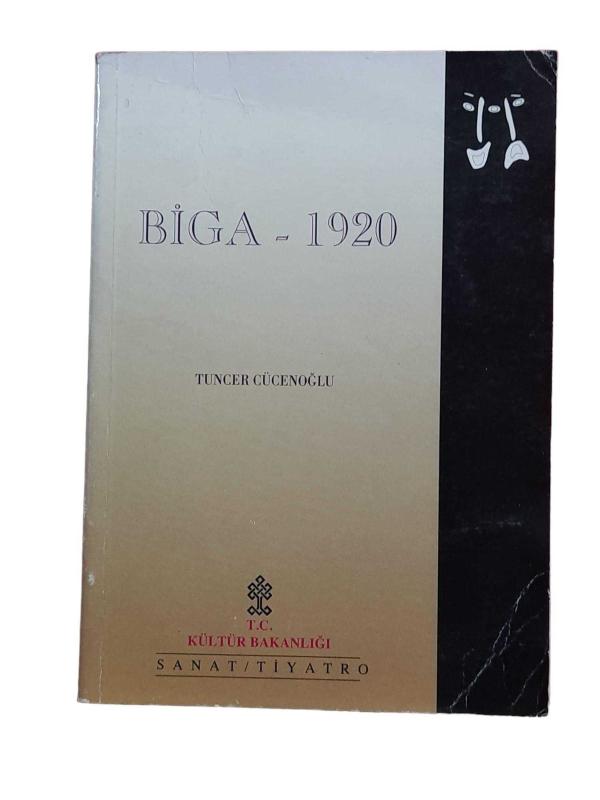 BİGA - 1920
TUNCER CÜCENOĞLU
T.C.
KÜLTÜR BAKANLIĞI
SANAT/TİYATRO